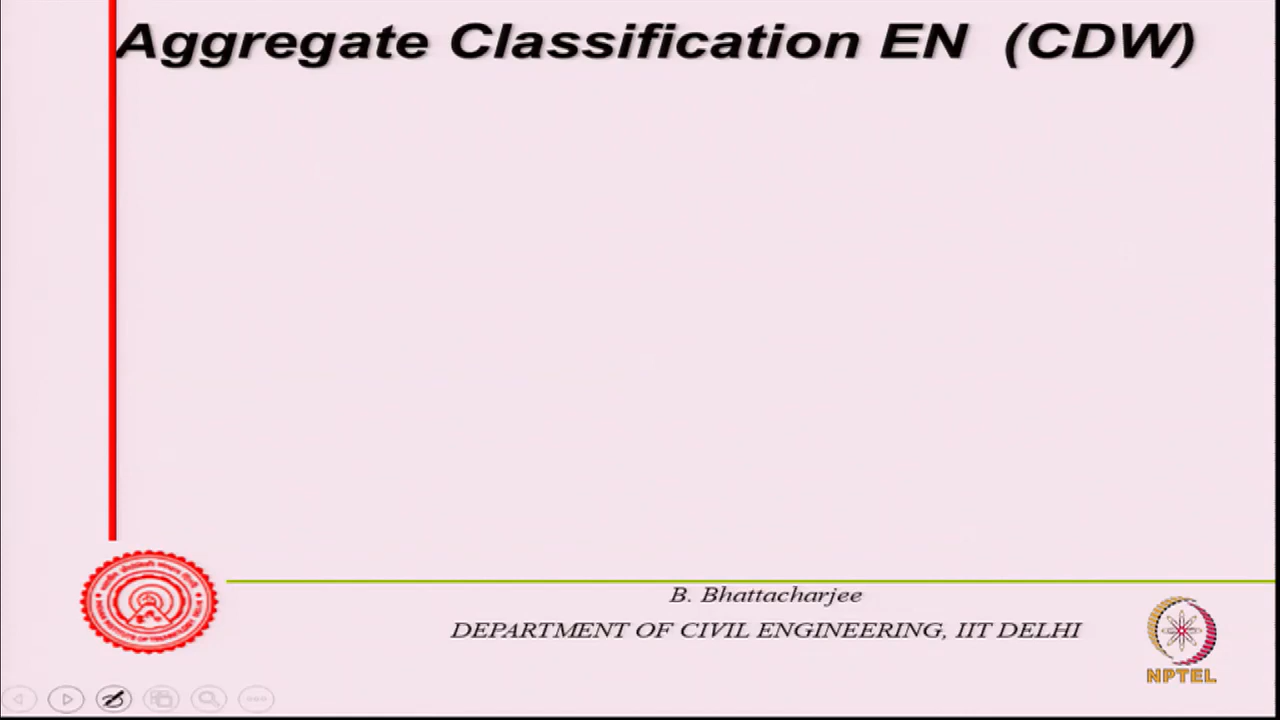 Aggregate Classification EN (CDW)
B. Bhattacharjee
DEPARTMENT OF CIVIL ENGINEERING, IIT DELHI
NPTEL